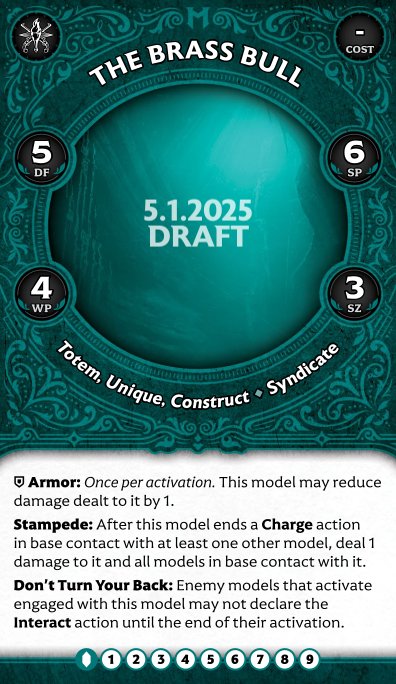 THE BRASS BULL
-
COST
5
DF
6
SP
5.1.2025
DRAFT
4
WP
3
SZ
Totem, Unique, Construct ◆ Syndicate
Armor: Once per activation. This model may reduce
damage dealt to it by 1.
Stampede: After this model ends a Charge action
in base contact with at least one other model, deal 1
damage to it and all models in base contact with it.
Don't Turn Your Back: Enemy models that activate
engaged with this model may not declare the
Interact action until the end of their activation.
1 2 3 4 5 6 7 8 9